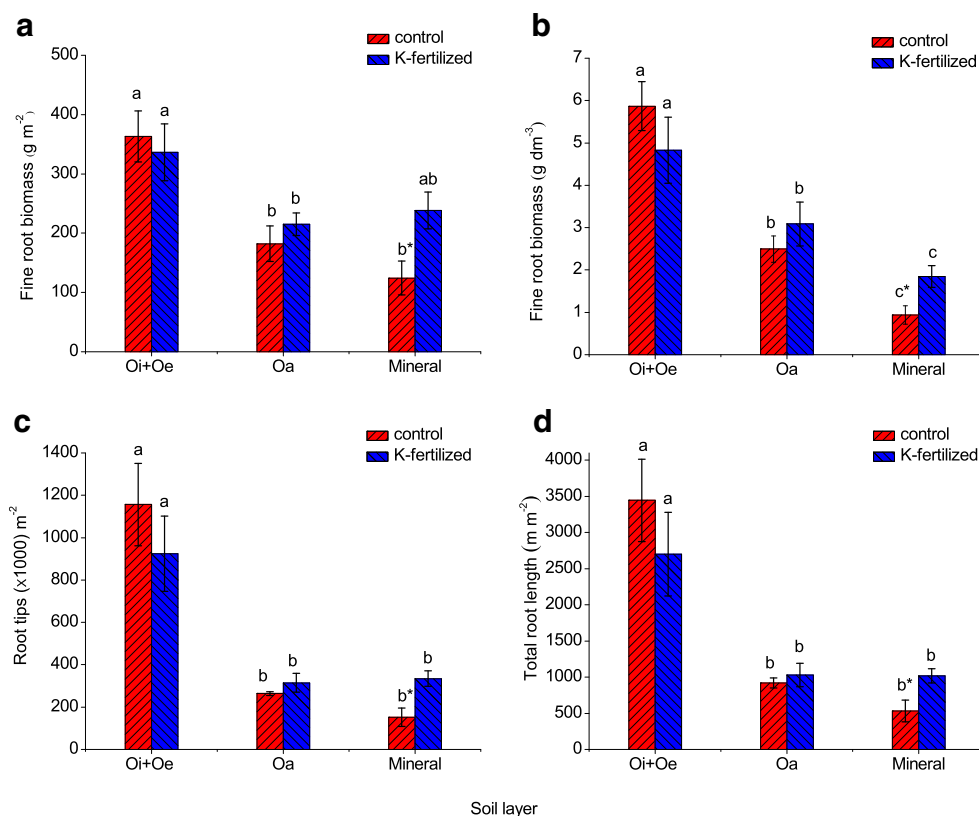 a
control
K-fertilized
500
400
300
200
100
0
Fine root biomass (g m-2)
a
a
b
b
b*
ab
Oi+Oe
Oa
Mineral
b
control
K-fertilized
7
6
5
4
3
2
1
0
Fine root biomass (g dm-3)
a
a
b
b
c*
c
Oi+Oe
Oa
Mineral
c
control
K-fertilized
1400
1200
1000
800
600
400
200
0
Root tips (x1000) m-2
a
a
b
b
b*
b
Oi+Oe
Oa
Mineral
d
control
K-fertilized
4000
3500
3000
2500
2000
1500
1000
500
0
Total root length (m m-2)
a
a
b
b
b*
b
Oi+Oe
Oa
Mineral
Soil layer